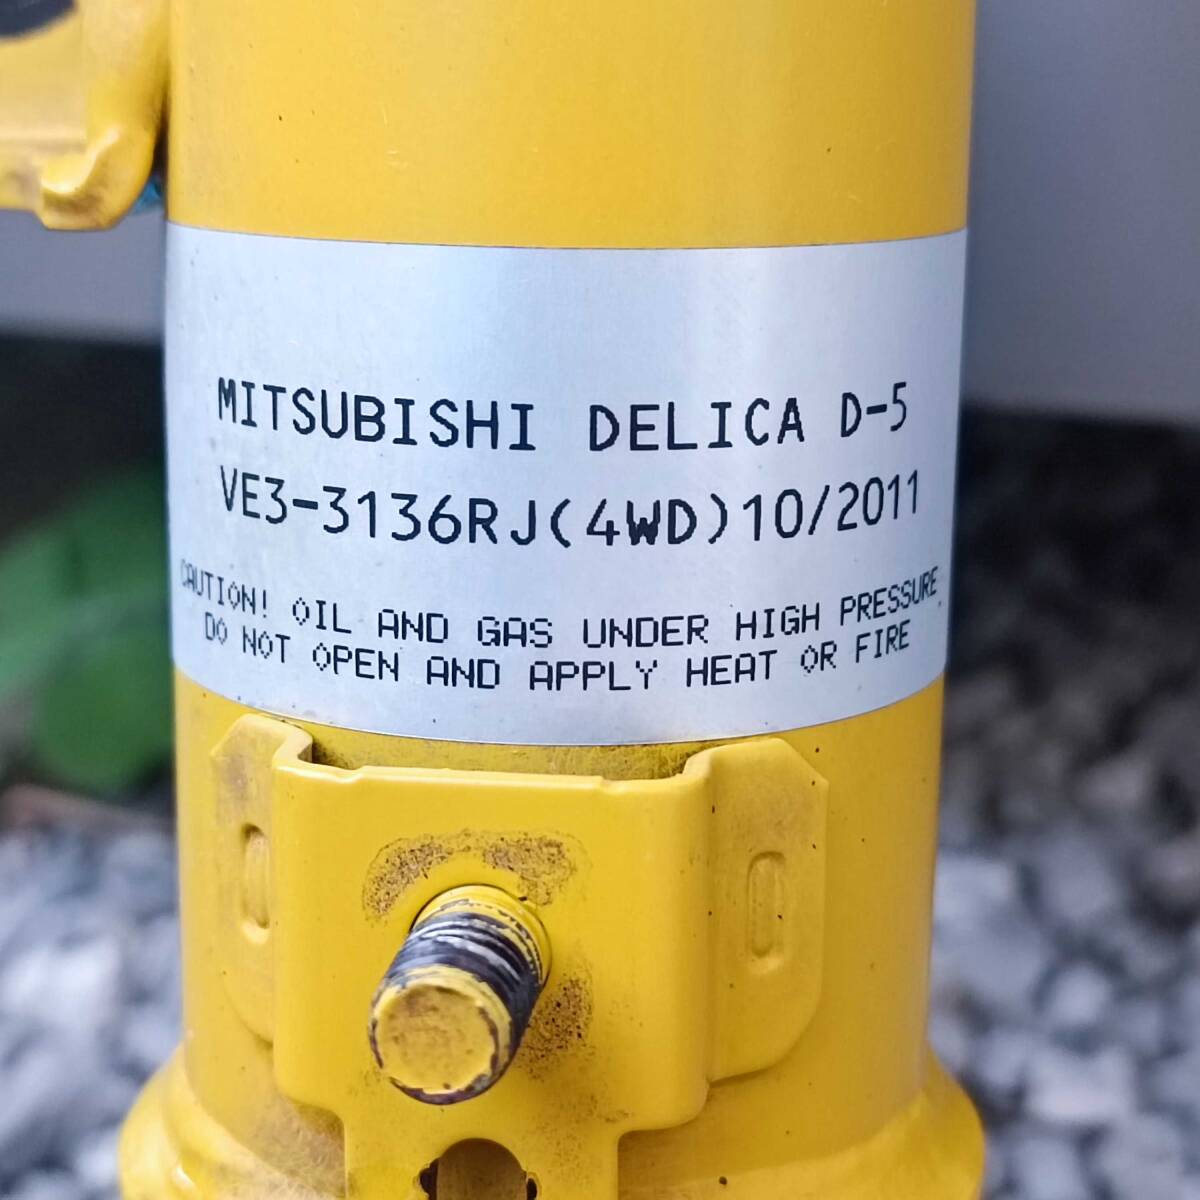 MITSUBISHI DELICA D-5
VE3-3136RJ(4WD)10/2011
CAUTION! OIL AND GAS UNDER HIGH PRESSURE
DO NOT OPEN AND APPLY HEAT OR FIRE